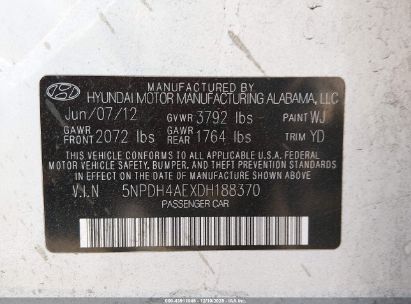 MANUFACTURED BY
HYUNDAI MOTOR MANUFACTURING ALABAMA, LLC
Jun/07/12 GVWR 3792 lbs PAINT WJ
GAWR FRONT 2072 lbs GAWR REAR 1764 lbs TRIM YD
THIS VEHICLE CONFORMS TO ALL APPLICABLE U.S. FEDERAL
MOTOR VEHICLE SAFETY, BUMPER, AND THEFT PREVENTION
STANDARDS IN EFFECT ON THE DATE OF MANUFACTURE SHOWN ABOVE.
V.I.N 5NPDH4AEXDH188370
PASSENGER CAR